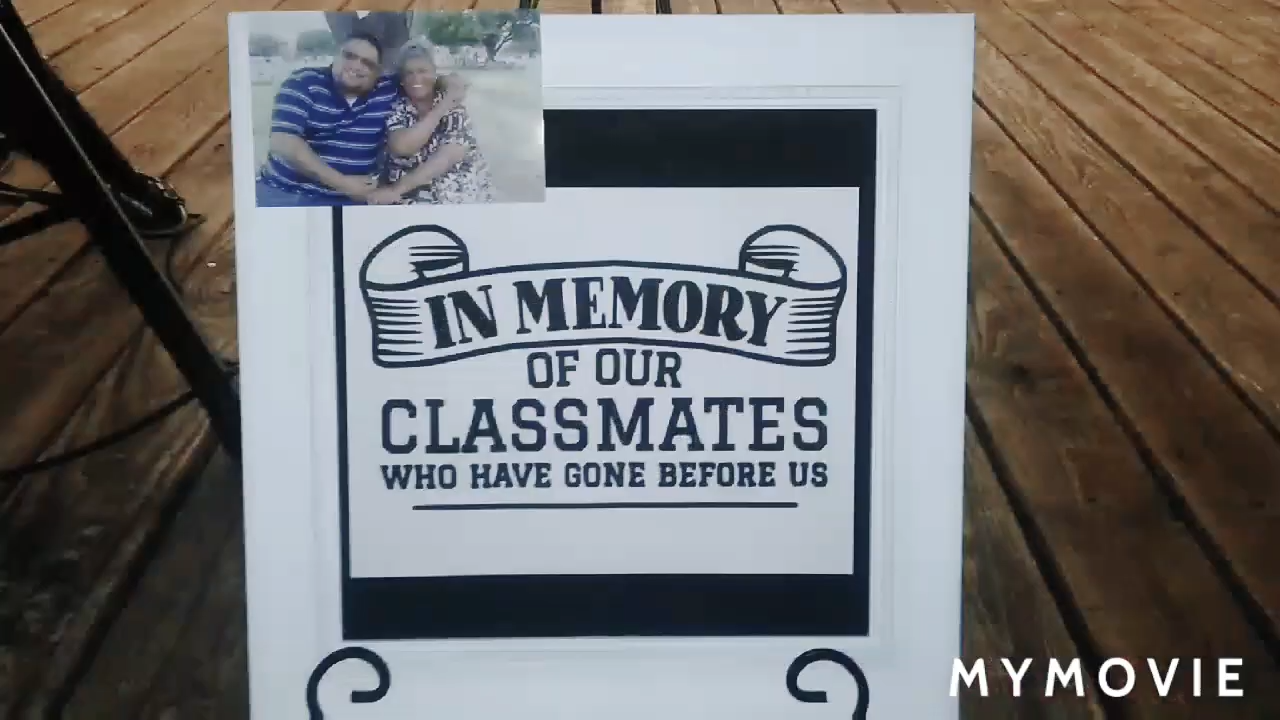 IN MEMORY
OF OUR
CLASSMATES
WHO HAVE GONE BEFORE US
MYMOVIE